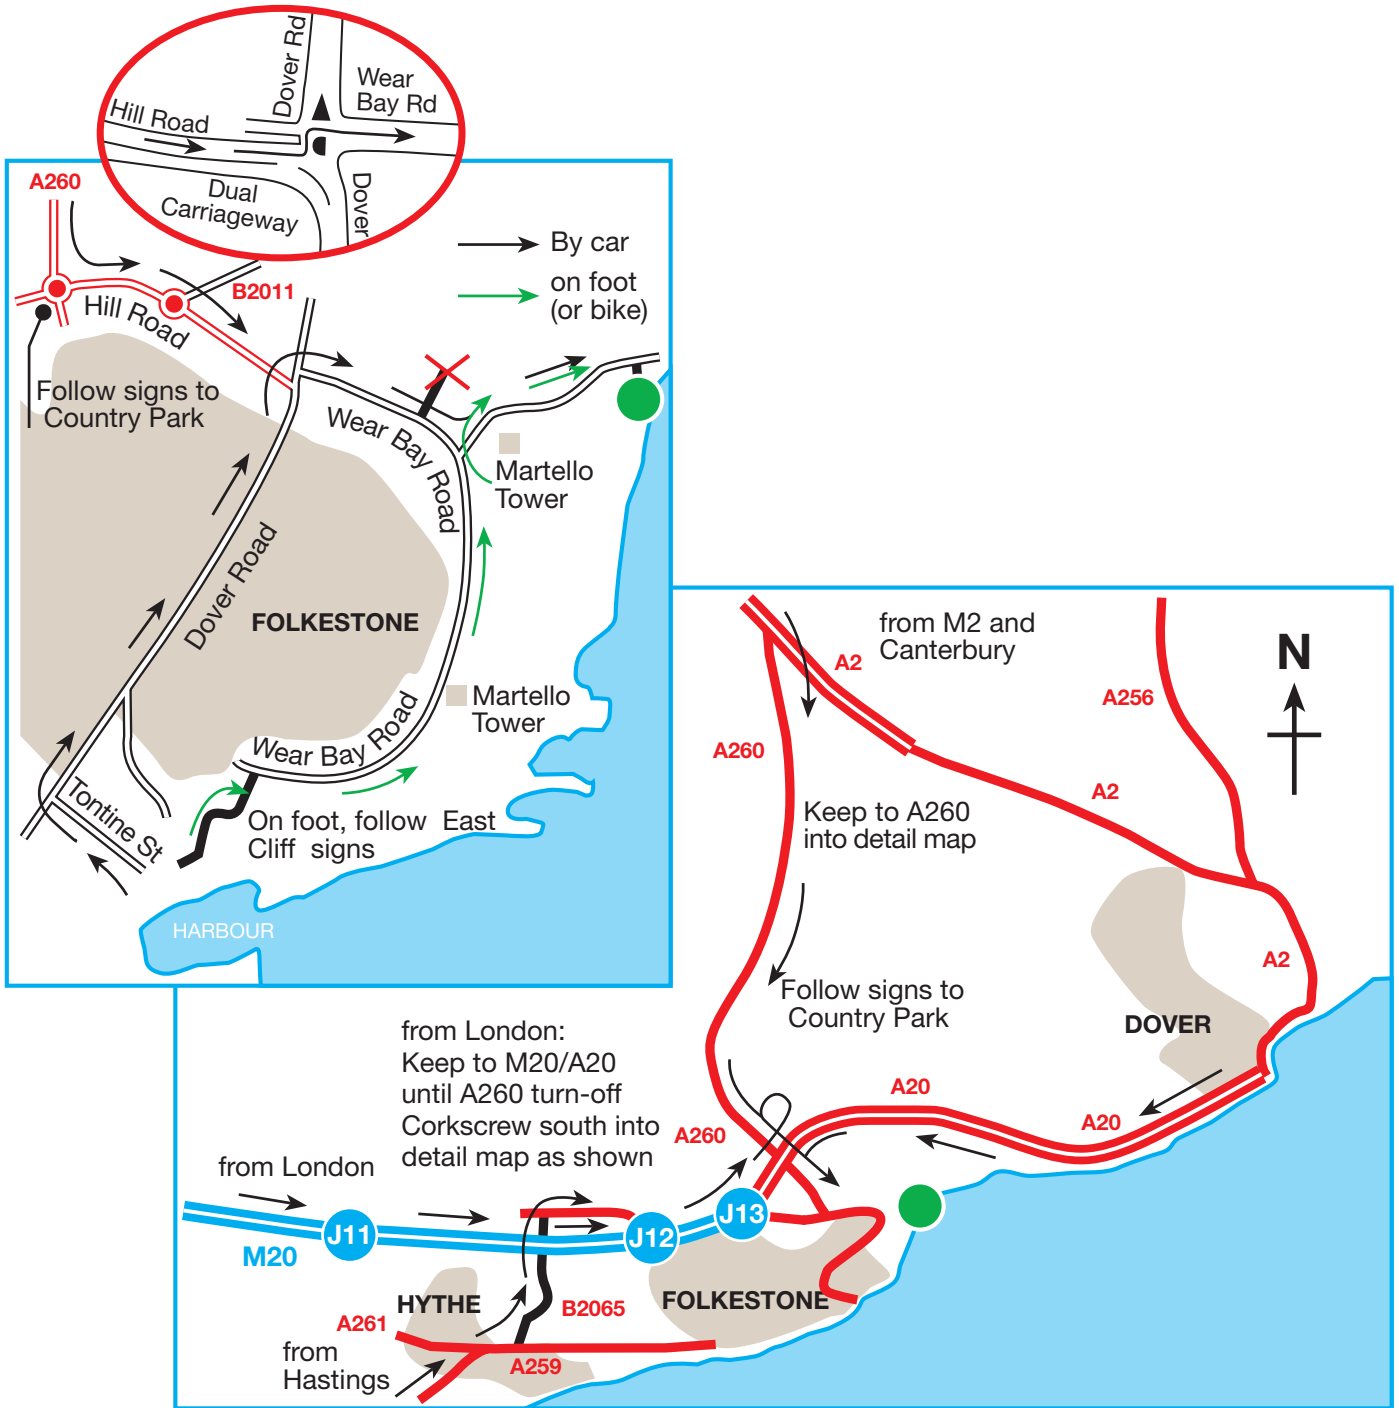 Dover Rd
Wear
Bay Rd
Hill Road
Dual
Carriageway
Dover
A260
By car
on foot
(or bike)
B2011
Hill Road
Follow signs to
Country Park
Wear Bay Road
Martello
Tower
Dover Road
FOLKESTONE
Martello
Tower
Wear Bay Road
Tontine St
On foot, follow East
Cliff signs
HARBOUR
from M2 and
Canterbury
A2
A256
N
A260
A2
Keep to A260
into detail map
A2
Follow signs to
Country Park
DOVER
from London:
Keep to M20/A20
until A260 turn-off
Corkscrew south into
detail map as shown
A20
A20
A260
from London
J11
J12
J13
M20
HYTHE
B2065
FOLKESTONE
A261
from
Hastings
A259